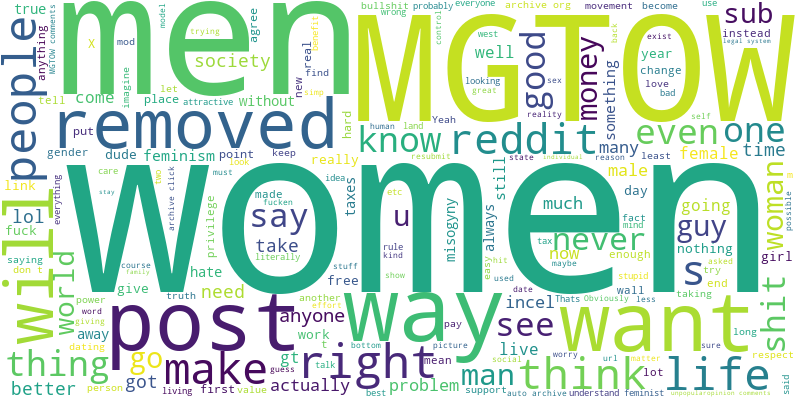 men
MGTOW
women
removed
people
will
post
way
want
right
life
think
know
reddit
even
one
good
money
sub
say
make
thing
see
shit
woman
guy
never
man
take
need
world
go
u
s
society
feminism
gender
come
place
without
agree
attractive
imagine
anything
true
bullshit
wrong
probably
everyone
archive org
movement
become
use
mod
model
trying
let
new
real
find
benefit
simp
control
west
looking
great
well
something
instead
legal system
exist
year
change
love
bad
tell
X
MGTOW comments
put
dude
point
keep
hard
really
human
land
Yeah
sex
reality
resubmit
back
self
many
least
female
time
male
state
individual
reason
still
link
lol
fuck
everything
care
stay
archive click
two
must
fucken
look
idea
made
privilege
literally
taxes
etc
rule
kind
misogyny
always
much
day
fact
mind
going
nothing
girl
possible
saying
don t
course
family
truth
stuff
hate
give
free
show
easy
hit
used
tax
now
maybe
enough
stupid
asked
try
end
power
word
giving
away
dating
effort
another
anyone
work
t
incel
date
wall
Thats
Obviously
less
taking
long
pay
bottom
picture
live
social
worry
url
matter
sure
respect
better
person
got
living
first
value
actually
gt
guess
talk
problem
mean
best
support
auto archive
understand
feminist
lot
unpopularopinion comments
said
m